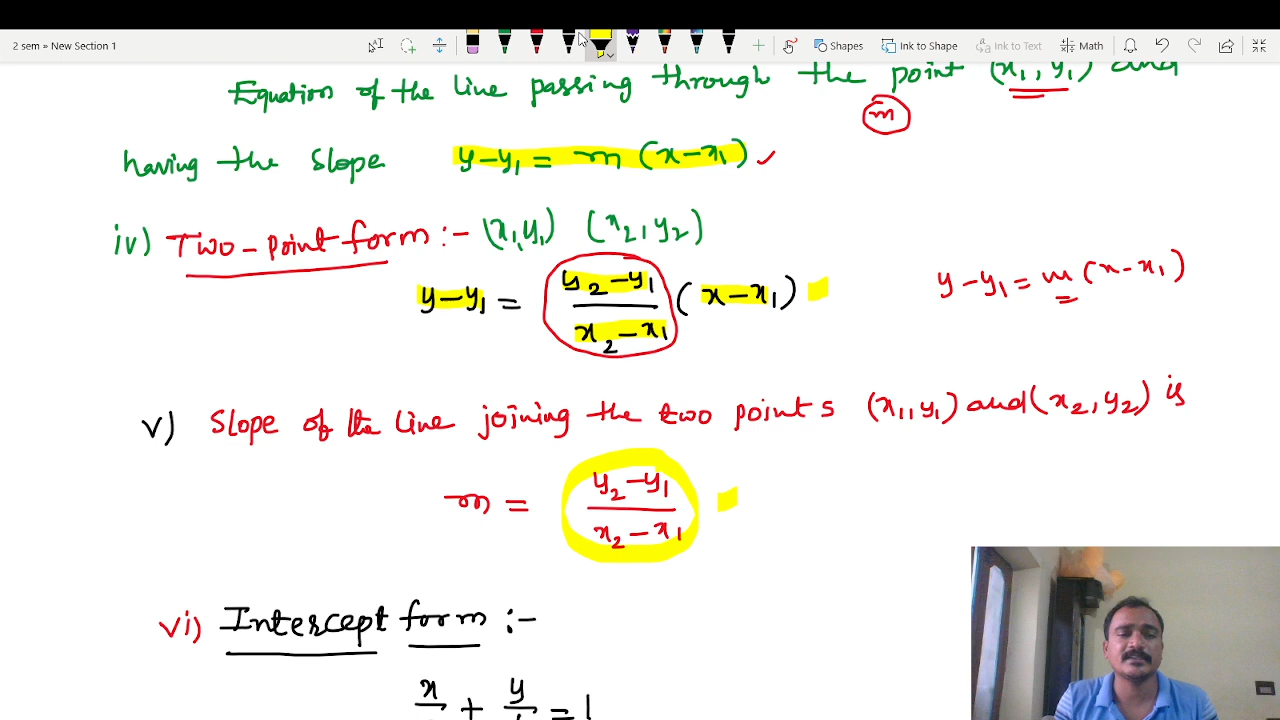 2 sem » New Section 1
Shapes Ink to Shape Ink to Text Math
Equation of the line passing through the point (x₁, y₁) and
m
having the slope y-y₁ = m (x-x₁) ✓
iv) Two-point form :- (x₁,y₁) (x₂, y₂)
y-y₁ = (y₂-y₁)/(x₂-x₁) (x-x₁)
y-y₁ = m (x-x₁)
v) Slope of the line joining the two points (x₁, y₁) and (x₂, y₂) is
m = (y₂-y₁)/(x₂-x₁)
vi) Intercept form :-
x + y = 1